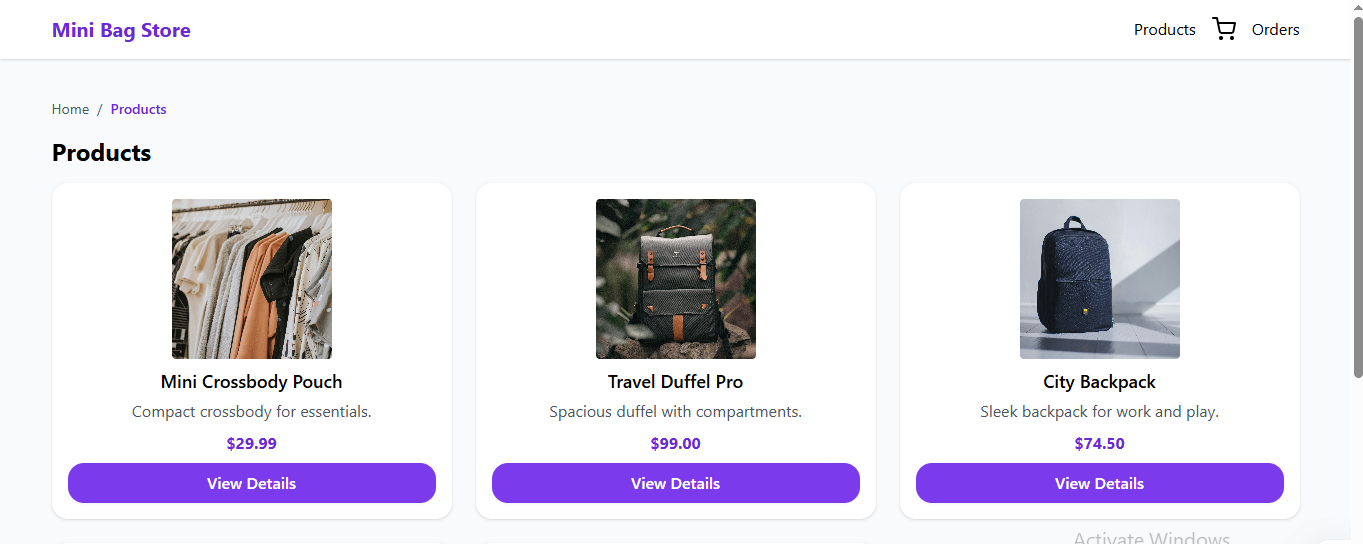 Mini Bag Store
Products Orders
Home / Products
Products
Mini Crossbody Pouch
Compact crossbody for essentials.
$29.99
View Details
Travel Duffel Pro
Spacious duffel with compartments.
$99.00
View Details
City Backpack
Sleek backpack for work and play.
$74.50
View Details
Activate Windows